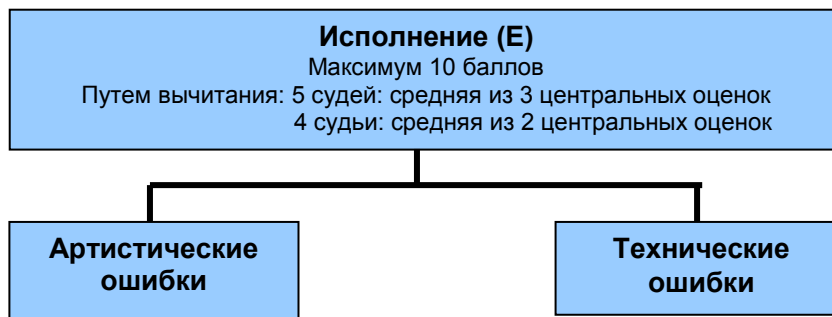 Исполнение (Е)
Максимум 10 баллов
Путем вычитания: 5 судей: средняя из 3 центральных оценок
4 судьи: средняя из 2 центральных оценок
Артистические
ошибки
Технические
ошибки